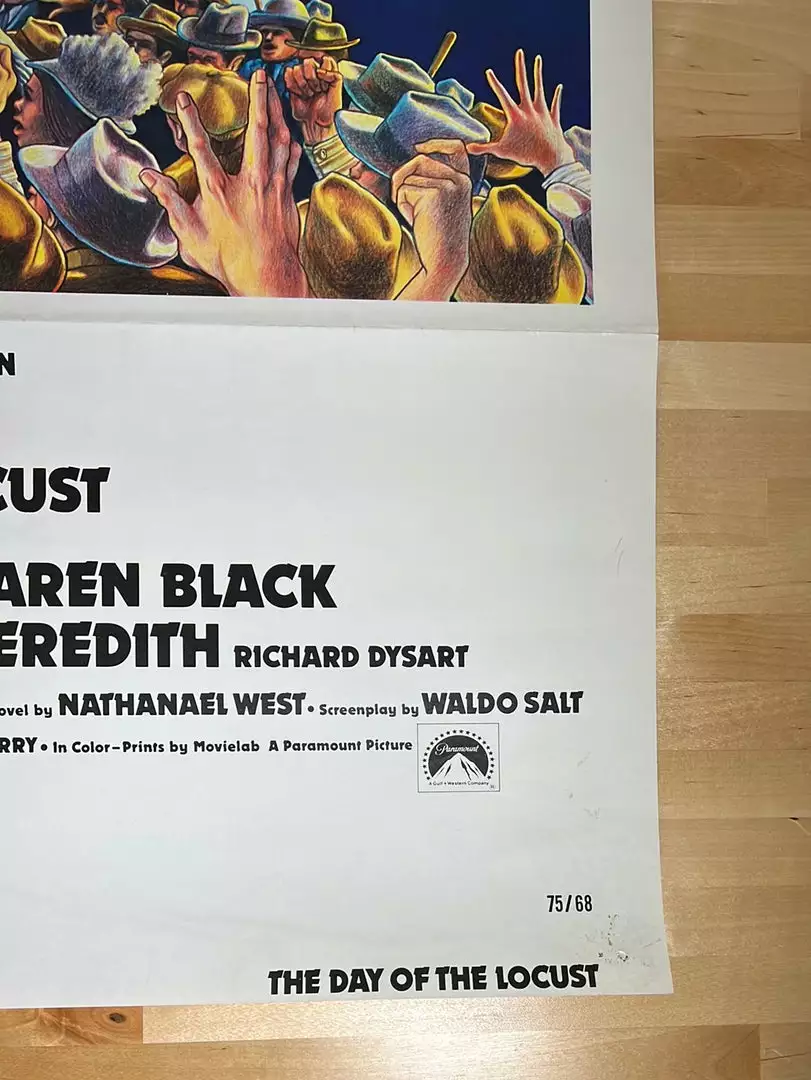 N
CUST
AREN BLACK
EREDITH RICHARD DYSART
ovel by NATHANAEL WEST • Screenplay by WALDO SALT
RRY • In Color-Prints by Movielab A Paramount Picture
Paramount
A Gulf + Western Company
75/68
THE DAY OF THE LOCUST